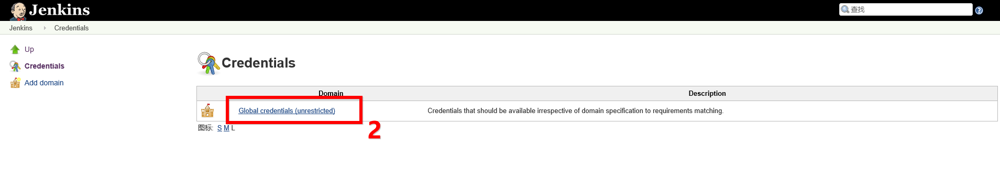 Jenkins
查找
Jenkins Credentials
Up
Credentials
Add domain
Credentials
Domain Description
Global credentials (unrestricted) Credentials that should be available irrespective of domain specification to requirements matching.
图标: S M L
2